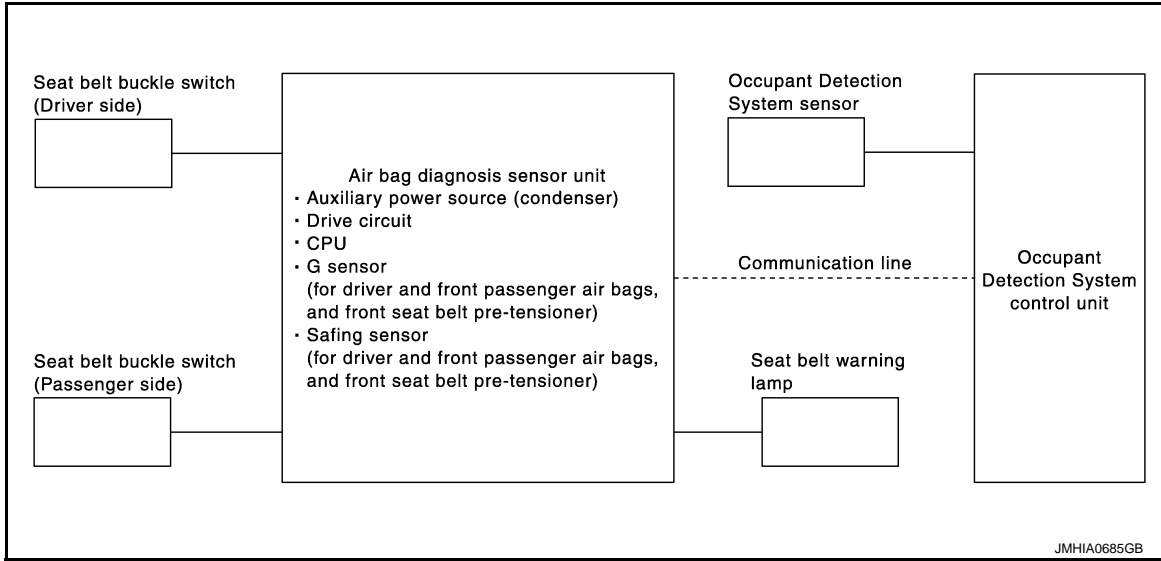 Seat belt buckle switch
(Driver side)
Air bag diagnosis sensor unit
· Auxiliary power source (condenser)
· Drive circuit
· CPU
· G sensor
(for driver and front passenger air bags,
and front seat belt pre-tensioner)
· Safing sensor
(for driver and front passenger air bags,
and front seat belt pre-tensioner)
Seat belt buckle switch
(Passenger side)
Occupant Detection
System sensor
Communication line
Seat belt warning
lamp
Occupant
Detection System
control unit
JMHIA0685GB